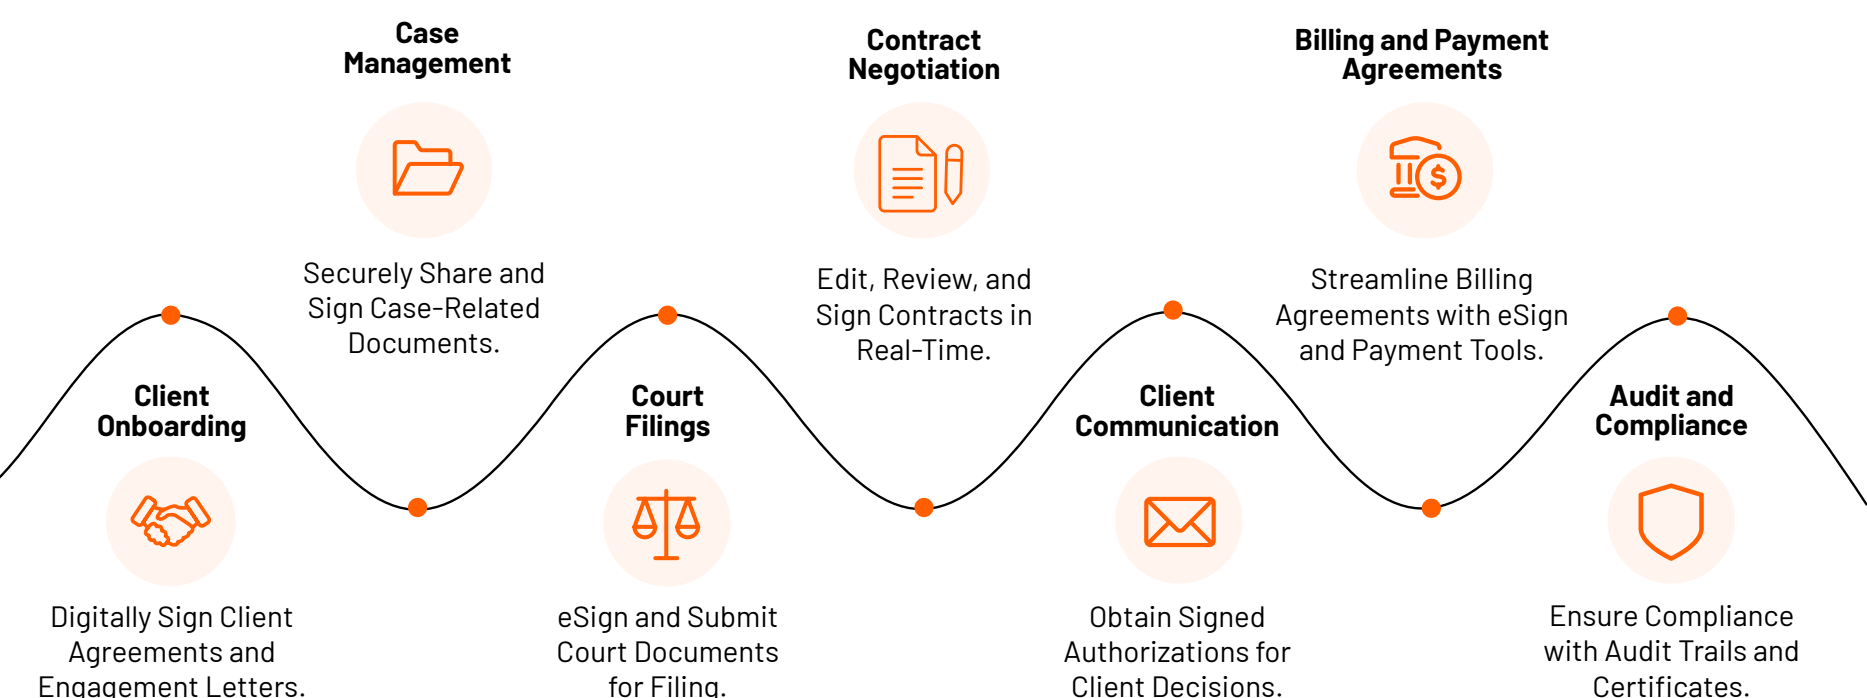 Case
Management
Securely Share and
Sign Case-Related
Documents.
Contract
Negotiation
Edit, Review, and
Sign Contracts in
Real-Time.
Billing and Payment
Agreements
$
Streamline Billing
Agreements with eSign
and Payment Tools.
Client
Onboarding
Digitally Sign Client
Agreements and
Engagement Letters.
Court
Filings
eSign and Submit
Court Documents
for Filing.
Client
Communication
Obtain Signed
Authorizations for
Client Decisions.
Audit and
Compliance
Ensure Compliance
with Audit Trails and
Certificates.